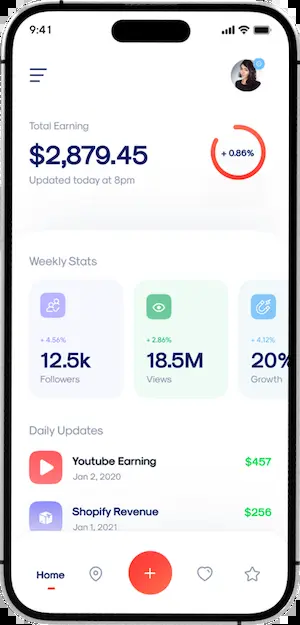 9:41
Total Earning
$2,879.45
+ 0.86%
Updated today at 8pm
Weekly Stats
+ 4.56%
12.5k
Followers
+ 2.86%
18.5M
Views
+ 4.12%
20%
Growth
Daily Updates
Youtube Earning
$457
Jan 2, 2020
Shopify Revenue
$256
Jan 1, 2021
Home